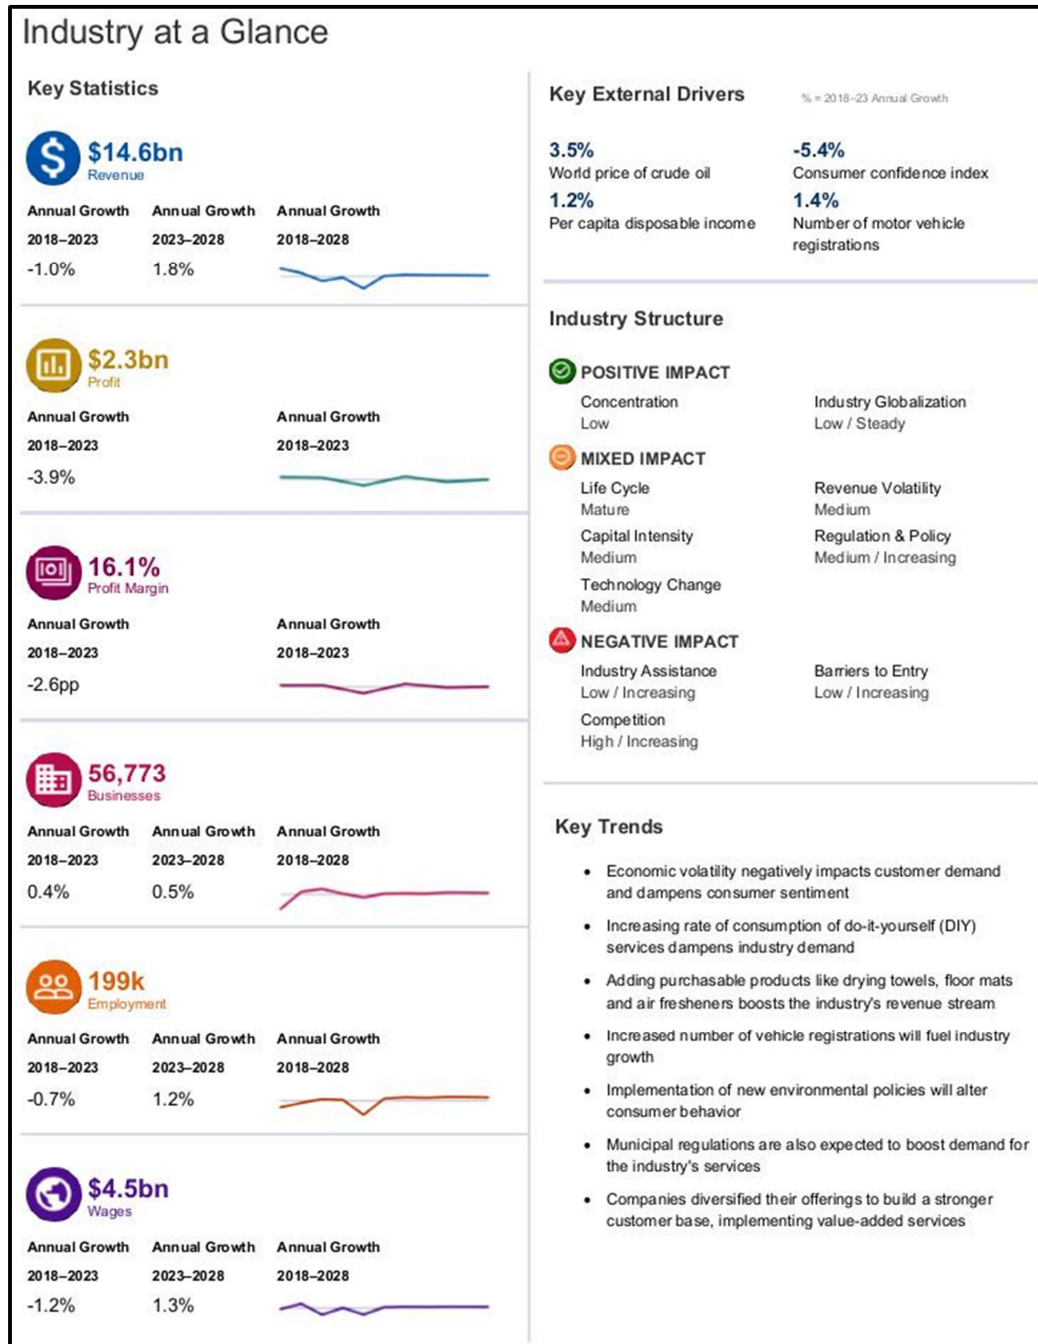 Industry at a Glance
Key Statistics
$14.6bn
Revenue
Annual Growth Annual Growth Annual Growth
2018–2023 2023–2028 2018–2028
-1.0% 1.8%
$2.3bn
Profit
Annual Growth Annual Growth
2018–2023 2018–2023
-3.9%
16.1%
Profit Margin
Annual Growth Annual Growth
2018–2023 2018–2023
-2.6pp
56,773
Businesses
Annual Growth Annual Growth Annual Growth
2018–2023 2023–2028 2018–2028
0.4% 0.5%
199k
Employment
Annual Growth Annual Growth Annual Growth
2018–2023 2023–2028 2018–2028
-0.7% 1.2%
$4.5bn
Wages
Annual Growth Annual Growth Annual Growth
2018–2023 2023–2028 2018–2028
-1.2% 1.3%
Key External Drivers % = 2018–23 Annual Growth
3.5% -5.4%
World price of crude oil Consumer confidence index
1.2% 1.4%
Per capita disposable income Number of motor vehicle
registrations
Industry Structure
POSITIVE IMPACT
Concentration Industry Globalization
Low Low / Steady
MIXED IMPACT
Life Cycle Revenue Volatility
Mature Medium
Capital Intensity Regulation & Policy
Medium Medium / Increasing
Technology Change
Medium
NEGATIVE IMPACT
Industry Assistance Barriers to Entry
Low / Increasing Low / Increasing
Competition
High / Increasing
Key Trends
• Economic volatility negatively impacts customer demand
and dampens consumer sentiment
• Increasing rate of consumption of do-it-yourself (DIY)
services dampens industry demand
• Adding purchasable products like drying towels, floor mats
and air fresheners boosts the industry's revenue stream
• Increased number of vehicle registrations will fuel industry
growth
• Implementation of new environmental policies will alter
consumer behavior
• Municipal regulations are also expected to boost demand for
the industry's services
• Companies diversified their offerings to build a stronger
customer base, implementing value-added services